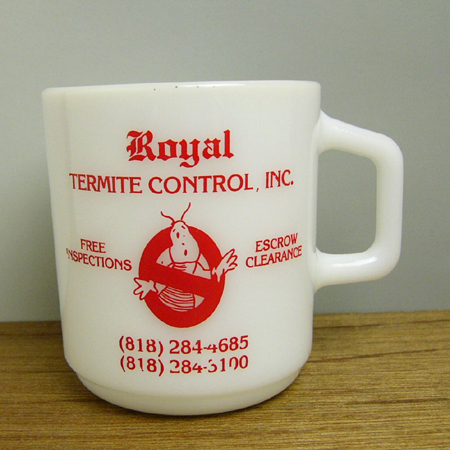 Royal
TERMITE CONTROL, INC.
FREE
INSPECTIONS
ESCROW
CLEARANCE
(818) 284-4685
(818) 284-3100